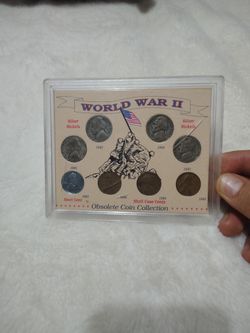 WORLD WAR II
Silver
Nickels
Silver
Nickels
Steel Cent
Shell Case Cents
Obsolete Coin Collection